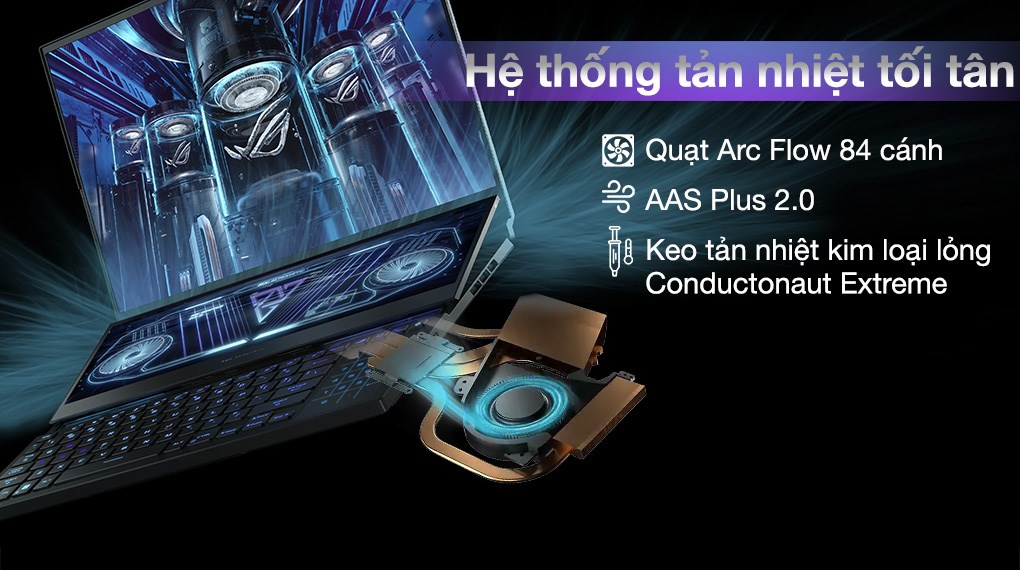 Hệ thống tản nhiệt tối tân
Quạt Arc Flow 84 cánh
AAS Plus 2.0
Keo tản nhiệt kim loại lỏng
Conductonaut Extreme